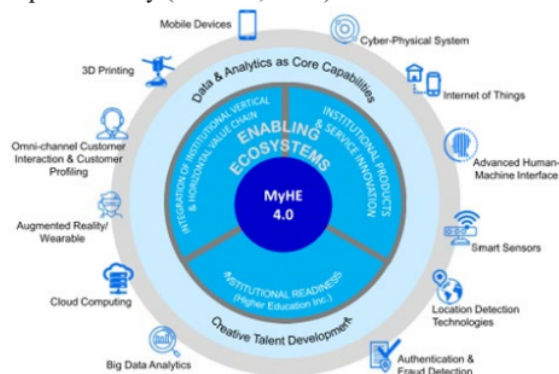 Mobile Devices
Cyber-Physical System
3D Printing
Data & Analytics as Core Capabilities
Internet of Things
Omni-channel Customer
Interaction & Customer
Profiling
INTEGRATION OF INSTITUTIONAL VERTICAL
& HORIZONTAL VALUE CHAIN
ENABLING
ECOSYSTEMS
INSTITUTIONAL PRODUCTS
& SERVICE INNOVATION
Advanced Human-
Machine Interface
MyHE
4.0
Augmented Reality/
Wearable
Smart Sensors
INSTITUTIONAL READINESS
(Higher Education Inc.)
Cloud Computing
Location Detection
Technologies
Creative Talent Development
Big Data Analytics
Authentication &
Fraud Detection